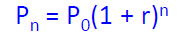 Pₙ = P₀(1 + r)ⁿ